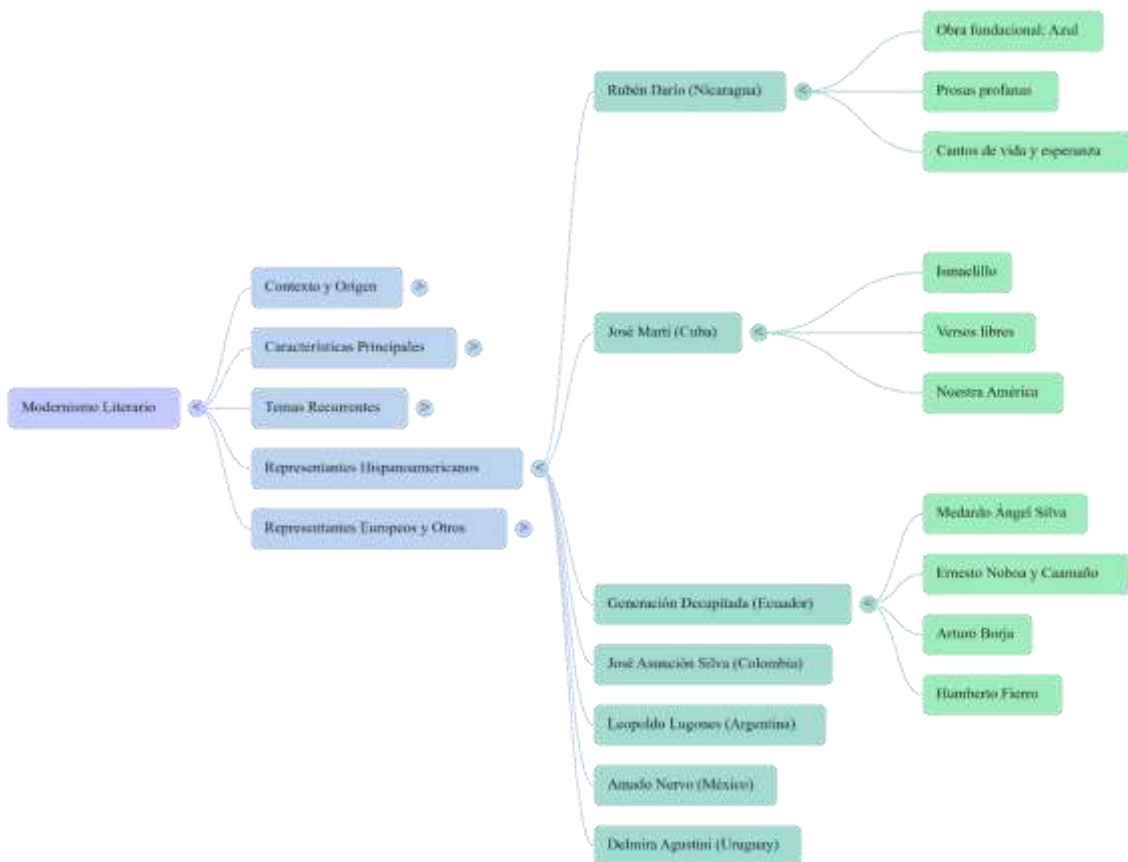 Modernismo Literario
Contexto y Origen
Características Principales
Temas Recurrentes
Representantes Hispanoamericanos
Representantes Europeos y Otros
Rubén Darío (Nicaragua)
Obra fundacional: Azul
Prosas profanas
Cantos de vida y esperanza
José Martí (Cuba)
Ismaelillo
Versos libres
Nuestra América
Generación Decapitada (Ecuador)
Medardo Ángel Silva
Ernesto Noboa y Caamaño
Arturo Borja
Humberto Fierro
José Asunción Silva (Colombia)
Leopoldo Lugones (Argentina)
Amado Nervo (México)
Delmira Agustini (Uruguay)